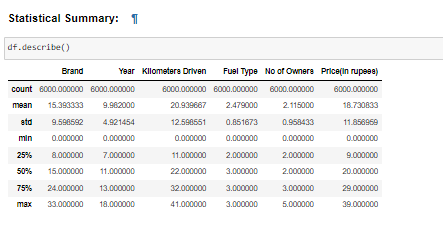 Statistical Summary: ¶
df.describe()
Brand Year Kilometers Driven Fuel Type No of Owners Price(in rupees)
count 6000.000000 6000.000000 6000.000000 6000.000000 6000.000000 6000.000000
mean 15.393333 9.982000 20.939667 2.479000 2.115000 18.730833
std 9.598592 4.921454 12.598551 0.851673 0.958433 11.856959
min 0.000000 0.000000 0.000000 0.000000 0.000000 0.000000
25% 8.000000 7.000000 11.000000 2.000000 2.000000 9.000000
50% 15.000000 11.000000 22.000000 3.000000 2.000000 20.000000
75% 24.000000 13.000000 32.000000 3.000000 3.000000 29.000000
max 33.000000 18.000000 41.000000 3.000000 5.000000 39.000000